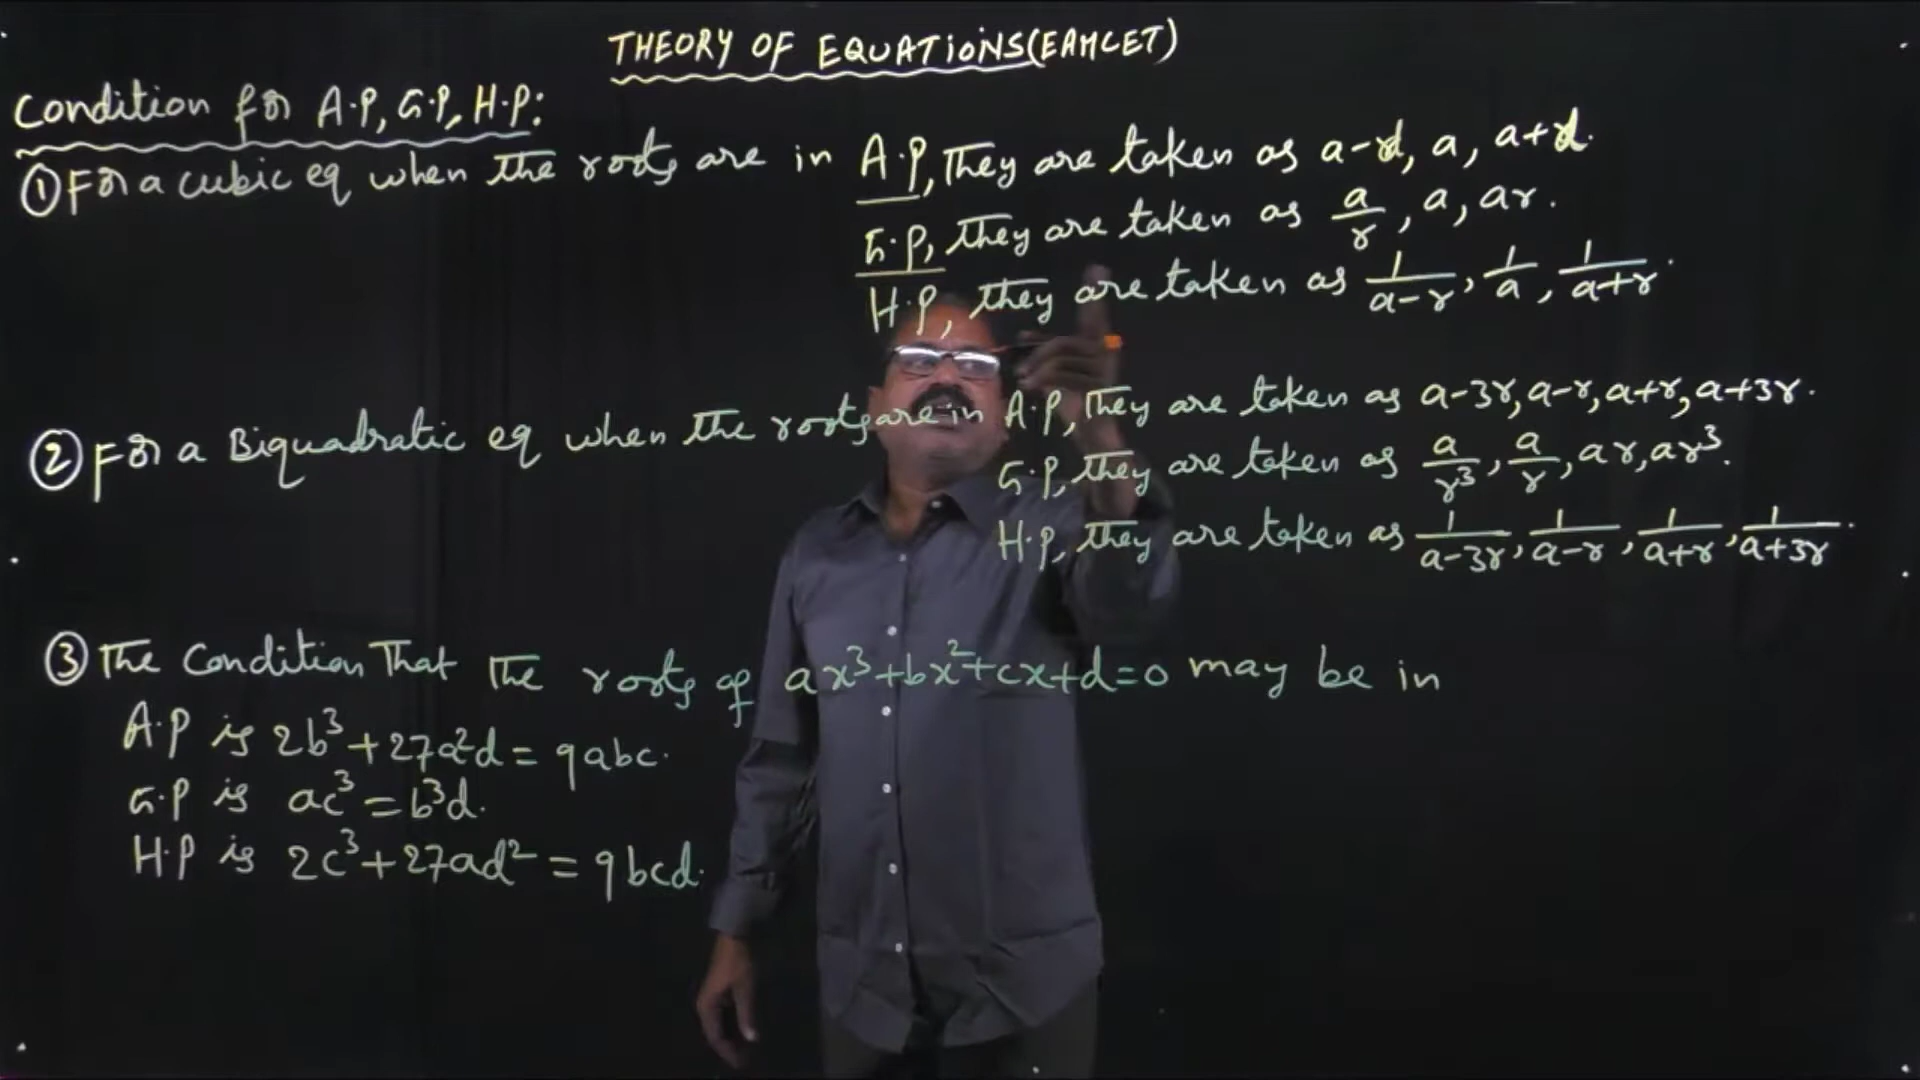 THEORY OF EQUATIONS(EAMCET)
Condition for A.P, G.P, H.P:
① For a cubic eq when the roots are in A.P, They are taken as a-d, a, a+d.
G.P, they are taken as a/r, a, ar.
H.P, they are taken as 1/(a-r), 1/a, 1/(a+r).
② For a Biquadratic eq when the roots are in A.P, They are taken as a-3r, a-r, a+r, a+3r.
G.P, they are taken as a/r³, a/r, ar, ar³.
H.P, they are taken as 1/(a-3r), 1/(a-r), 1/(a+r), 1/(a+3r).
③ The Condition That the roots of ax³+bx²+cx+d=0 may be in
A.P is 2b³+27a²d = 9abc.
G.P is ac³ = b³d.
H.P is 2c³+27ad² = 9bcd.